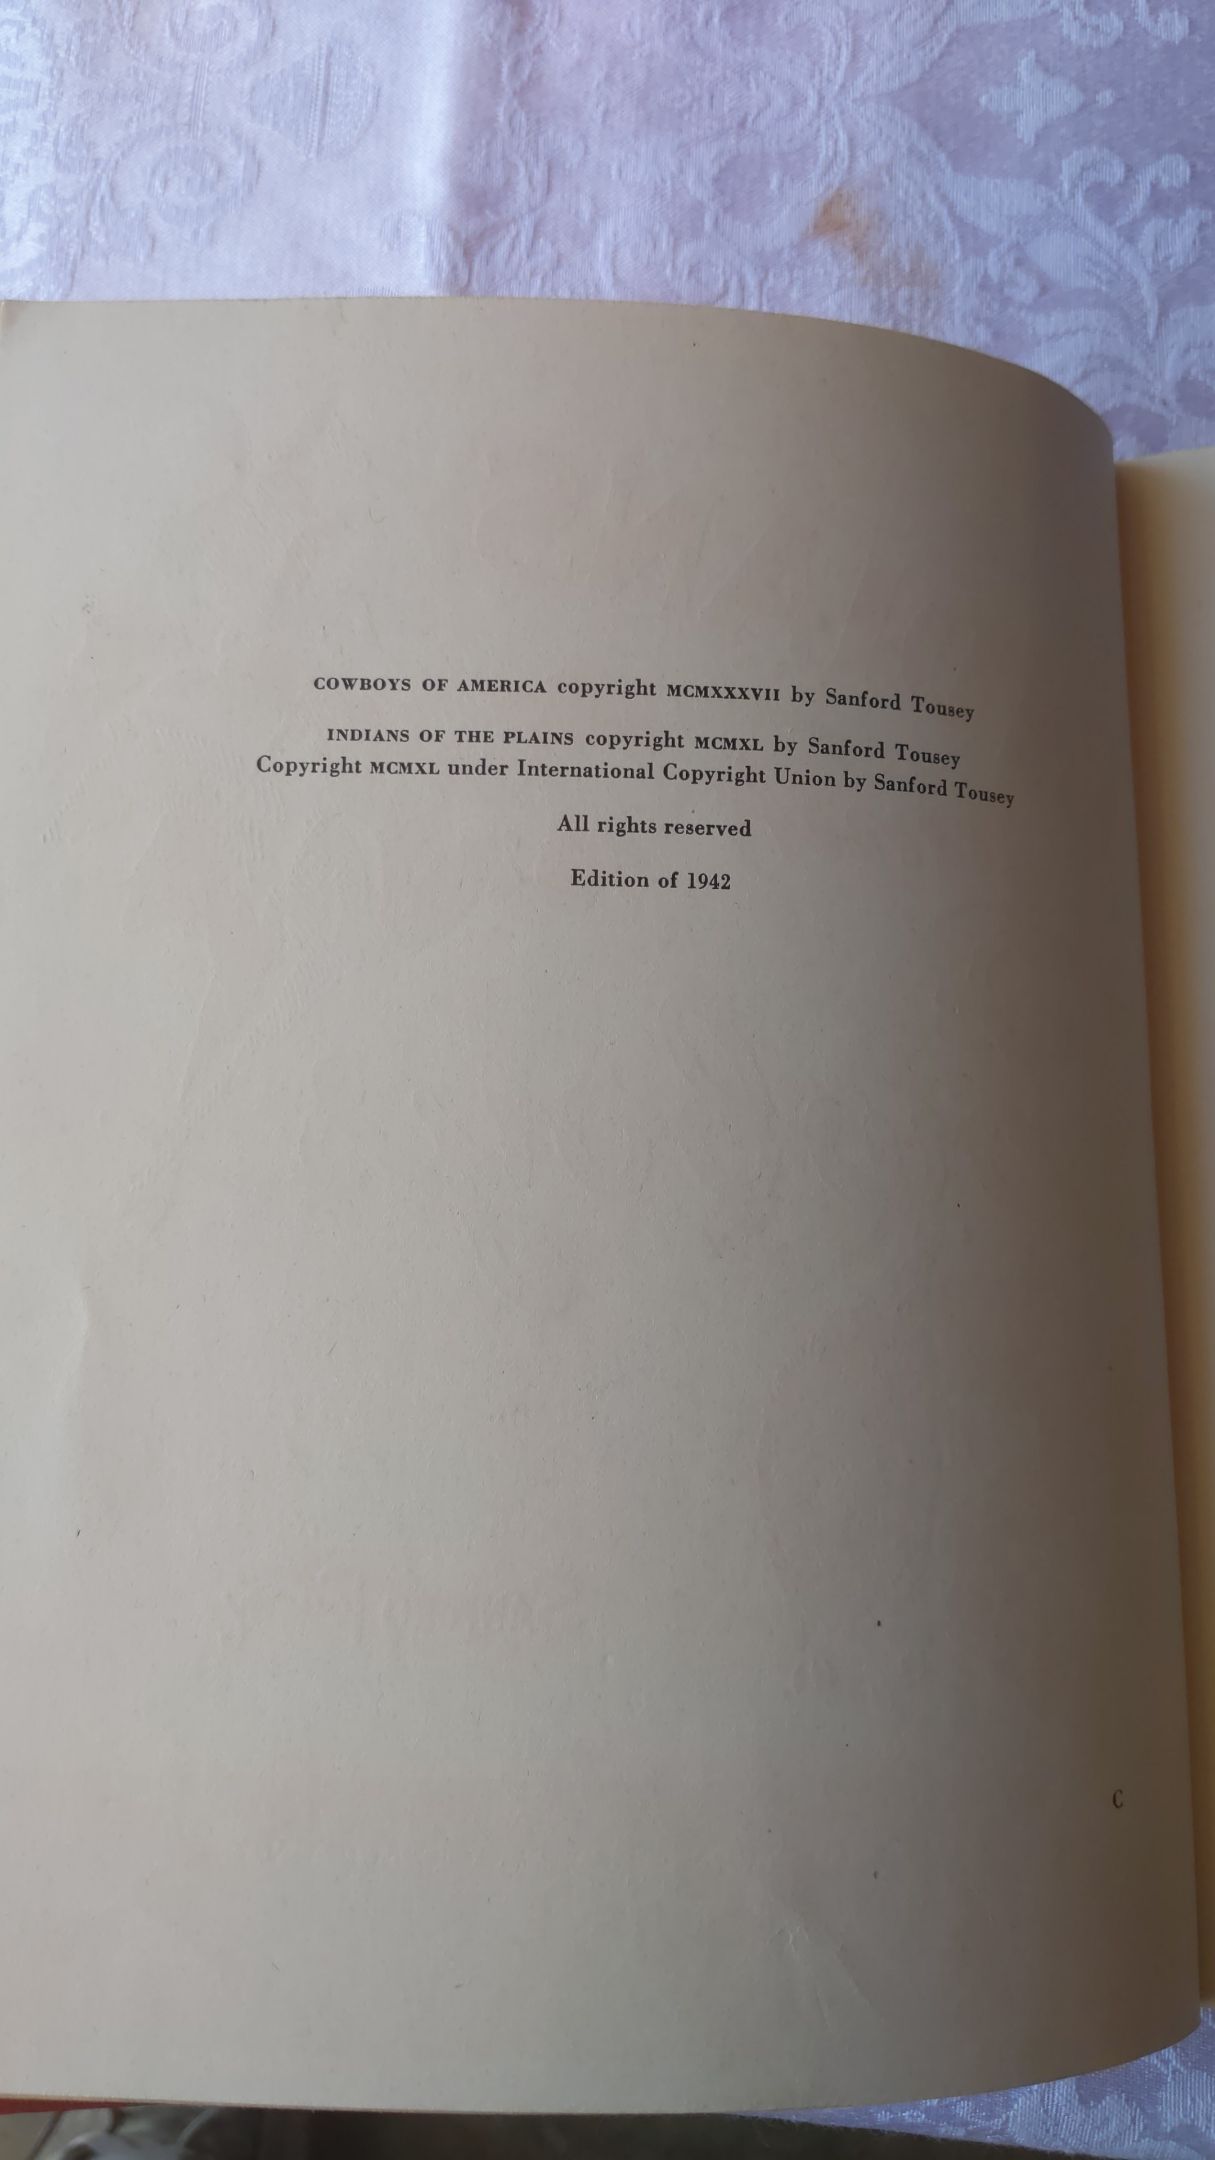 COWBOYS OF AMERICA copyright MCMXXXVII by Sanford Tousey
INDIANS OF THE PLAINS copyright MCMXL by Sanford Tousey
Copyright MCMXL under International Copyright Union by Sanford Tousey
All rights reserved
Edition of 1942
C